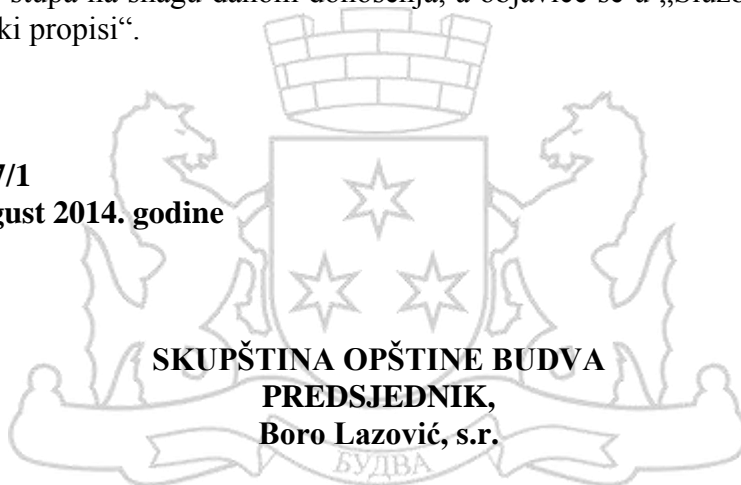 stupa na snagu danom donošenja, a objaviće se u „Služb
ki propisi“.
7/1
gust 2014. godine
SKUPŠTINA OPŠTINE BUDVA
PREDSJEDNIK,
Boro Lazović, s.r.
БУДВА